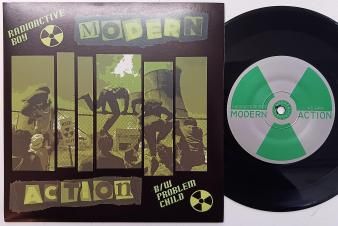 RADIOACTIVE
BOY
MODERN
ACTION
B/W
PROBLEM
CHILD
MODERN ACTION